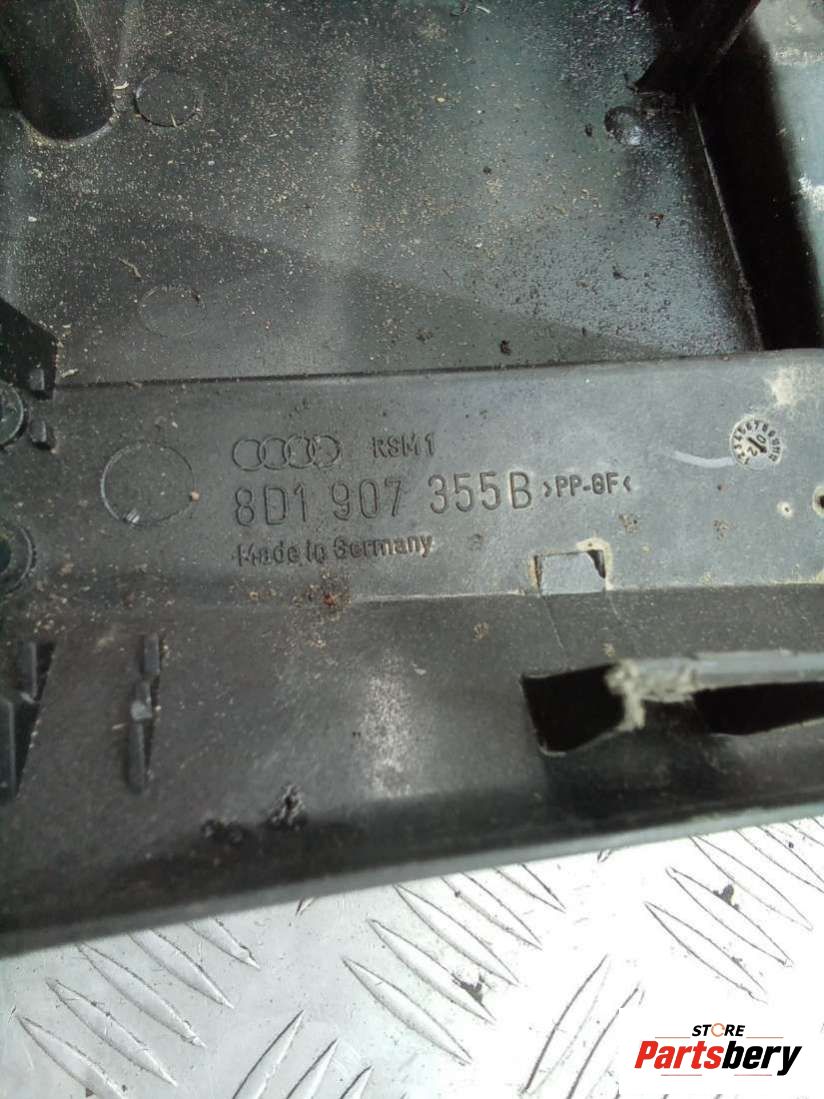 RSM1
8D1 907 355B >PP-GF<
Made in Germany
STORE
Partsbery